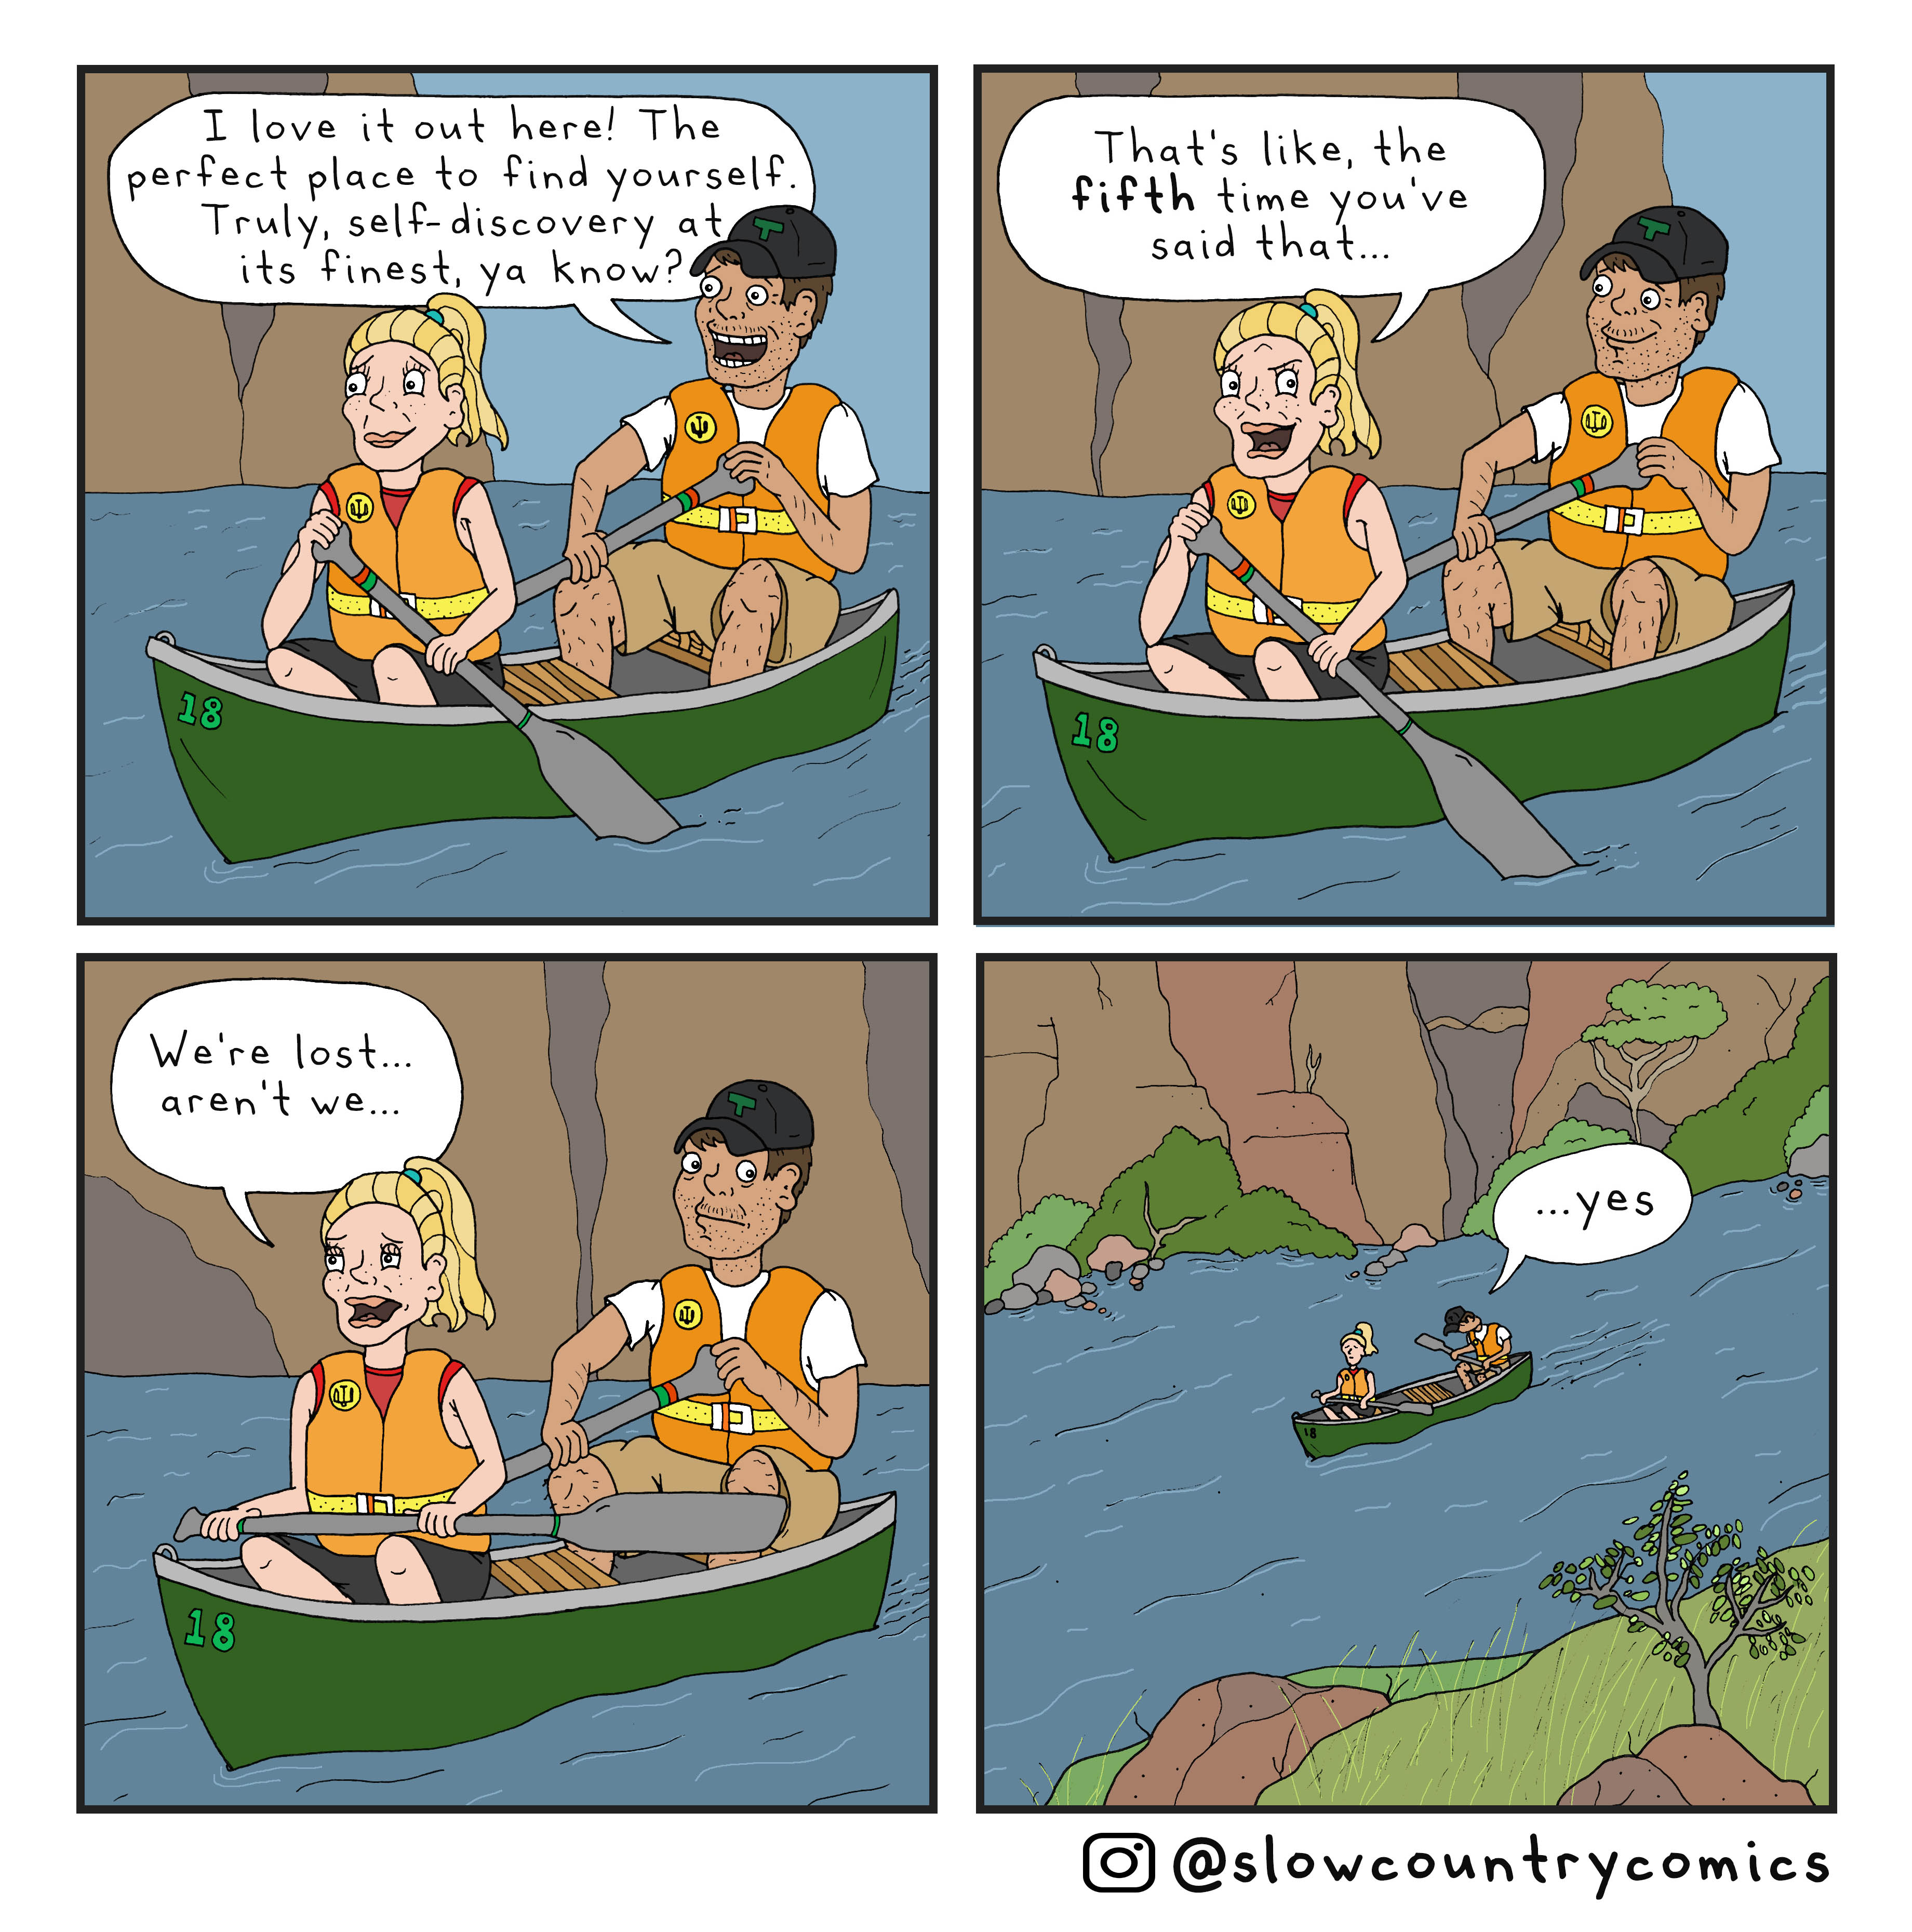 I love it out here! The
perfect place to find yourself.
Truly, self-discovery at
its finest, ya know?
T
18
That's like, the
fifth time you've
said that...
T
18
We're lost...
aren't we...
T
18
...yes
18
@slowcountrycomics